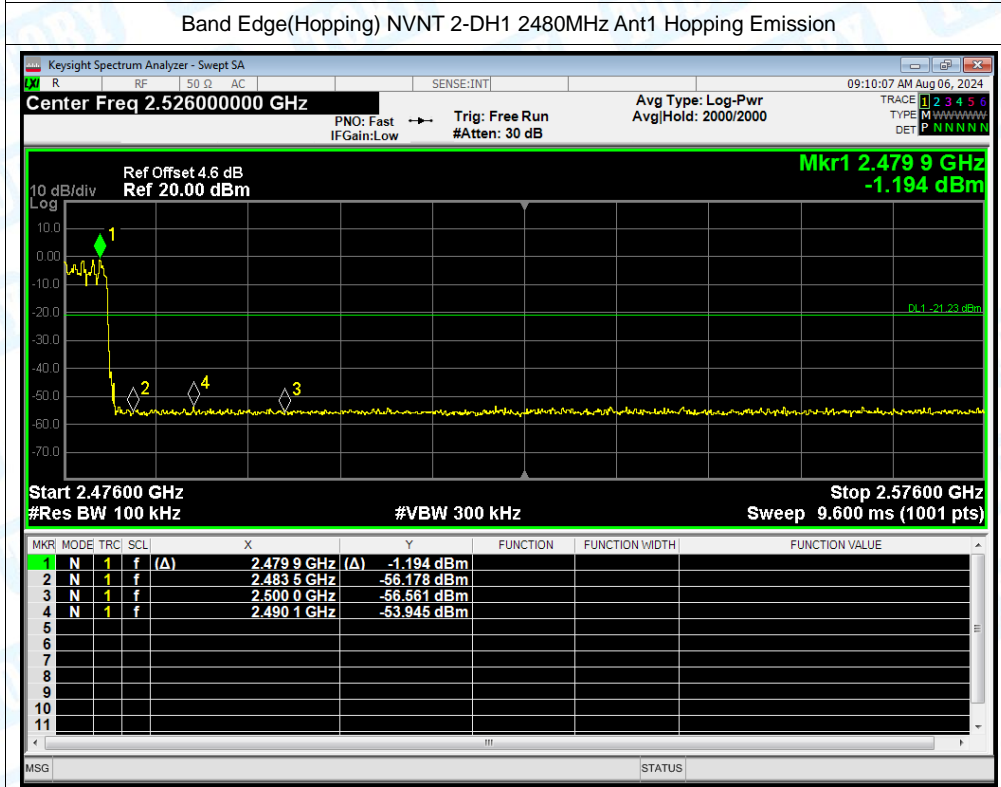 Band Edge(Hopping) NVNT 2-DH1 2480MHz Ant1 Hopping Emission
Keysight Spectrum Analyzer - Swept SA
LXI R RF 50 Ω AC SENSE:INT 09:10:07 AM Aug 06, 2024
Center Freq 2.526000000 GHz Avg Type: Log-Pwr TRACE 1 2 3 4 5 6
PNO: Fast Trig: Free Run Avg|Hold: 2000/2000 TYPE M WWWWW
IFGain:Low #Atten: 30 dB DET P N N N N N
Mkr1 2.479 9 GHz
Ref Offset 4.6 dB
10 dB/div Ref 20.00 dBm -1.194 dBm
Log
10.0
1
0.00
-10.0
-20.0
DL1 -21.23 dBm
-30.0
-40.0
2 4 3
-50.0
-60.0
-70.0
Start 2.47600 GHz Stop 2.57600 GHz
#Res BW 100 kHz #VBW 300 kHz Sweep 9.600 ms (1001 pts)
MKR MODE TRC SCL X Y FUNCTION FUNCTION WIDTH FUNCTION VALUE
1 N 1 f (Δ) 2.479 9 GHz (Δ) -1.194 dBm
2 N 1 f 2.483 5 GHz -56.178 dBm
3 N 1 f 2.500 0 GHz -56.561 dBm
4 N 1 f 2.490 1 GHz -53.945 dBm
5
6
7
8
9
10
11
MSG STATUS